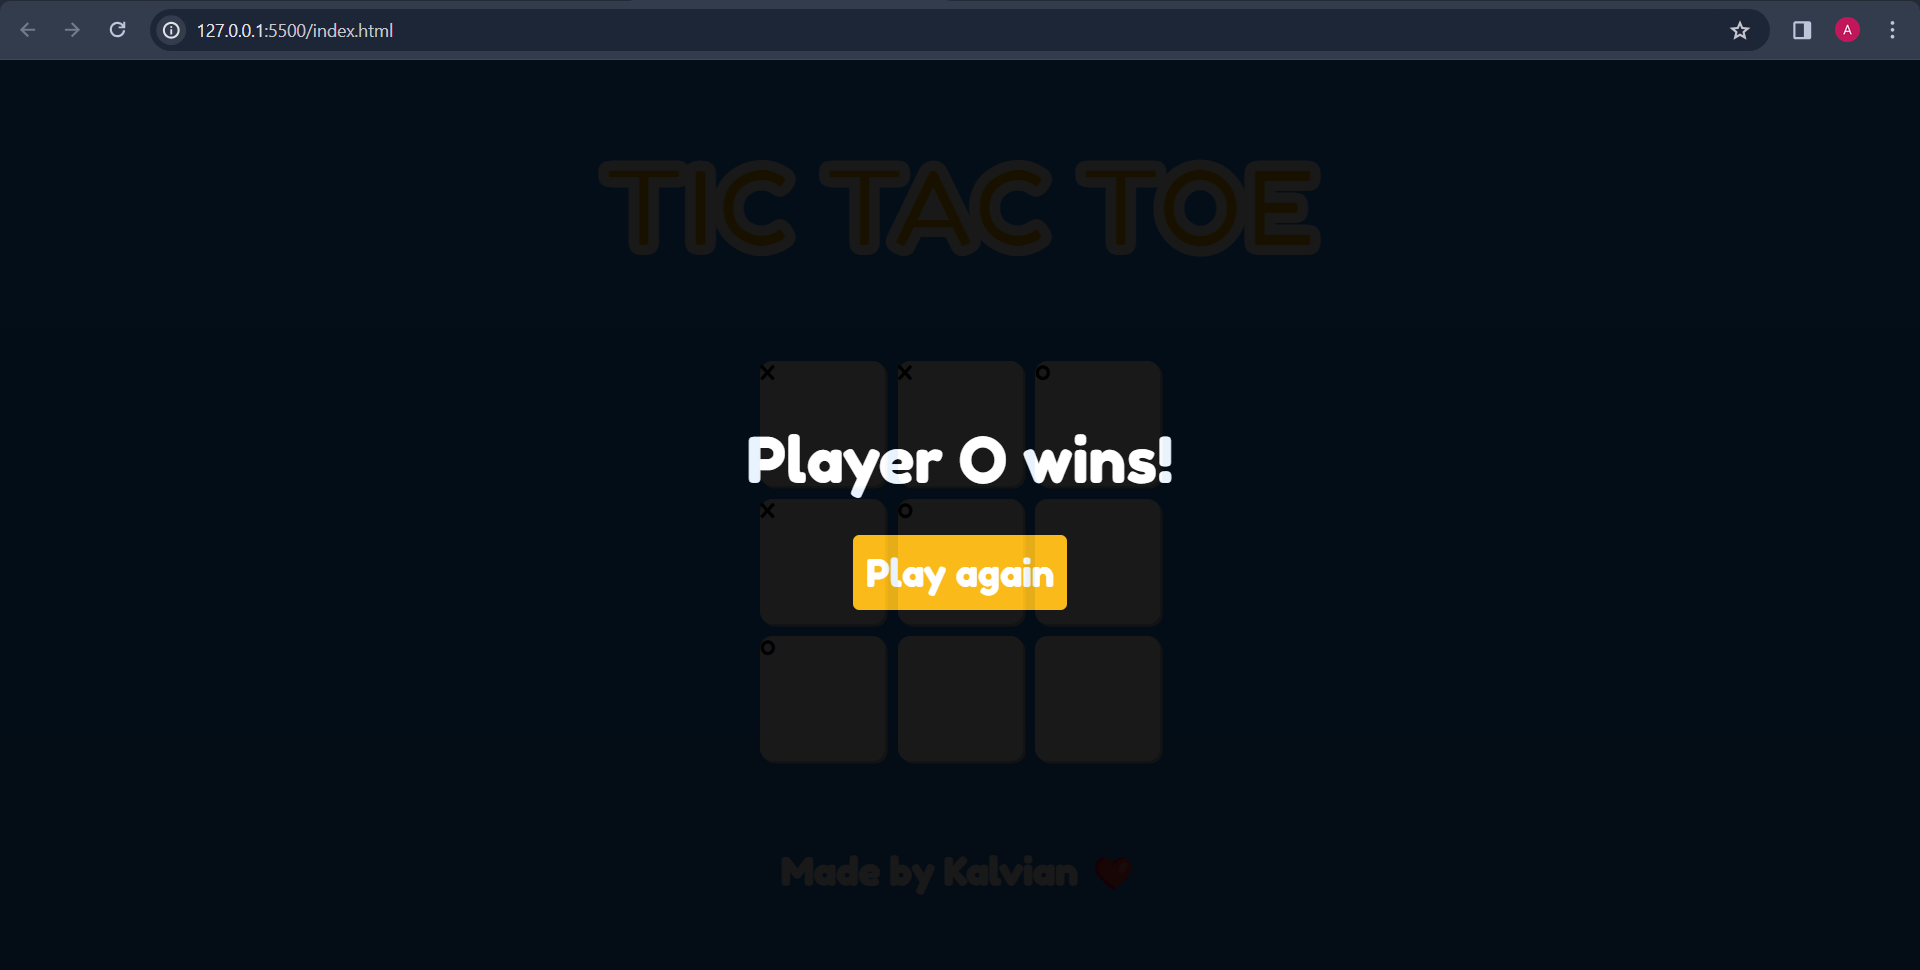 127.0.0.1:5500/index.html
A
TIC TAC TOE
X X O
Player O wins!
X O
Play again
O
Made by Kalvian ❤️